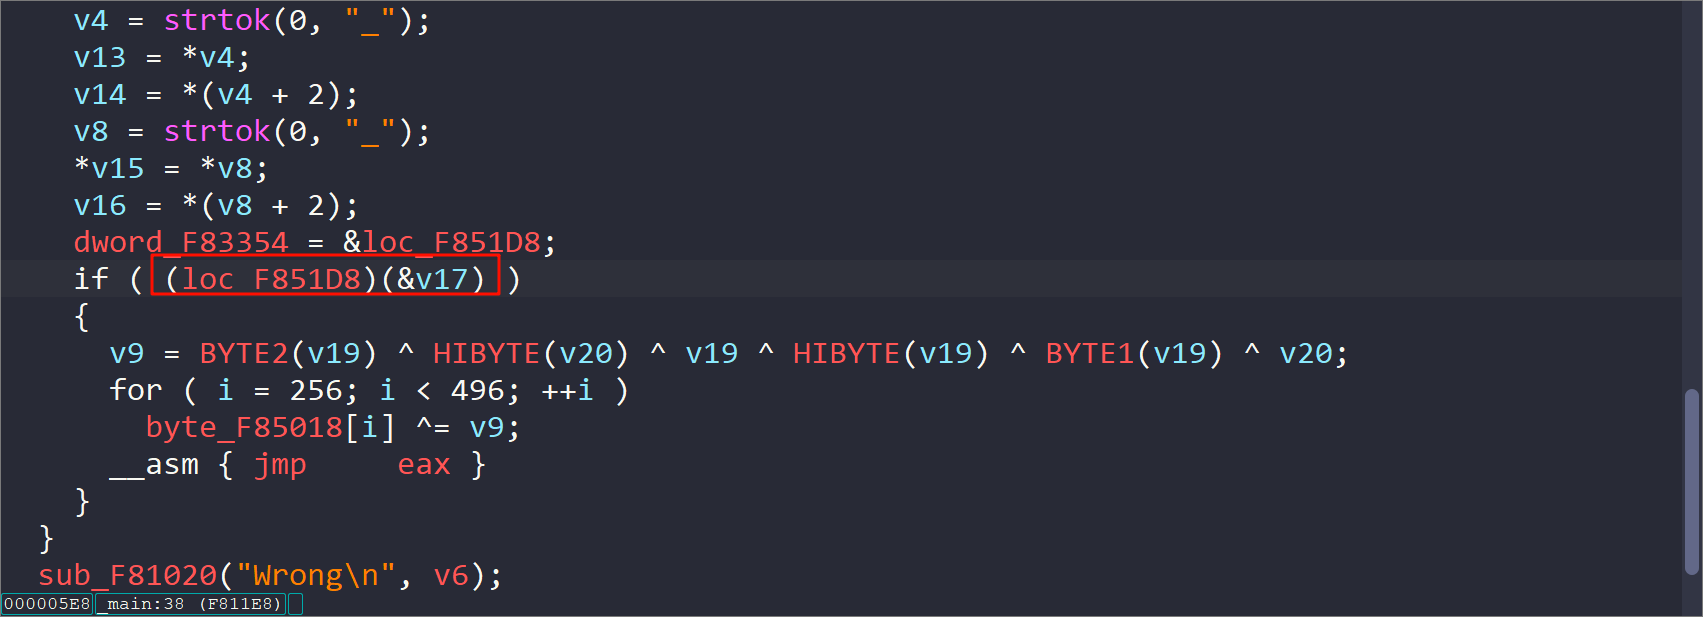 v4 = strtok(0, "_");
v13 = *v4;
v14 = *(v4 + 2);
v8 = strtok(0, "_");
*v15 = *v8;
v16 = *(v8 + 2);
dword_F83354 = &loc_F851D8;
if ( (loc_F851D8)(&v17) )
{
v9 = BYTE2(v19) ^ HIBYTE(v20) ^ v19 ^ HIBYTE(v19) ^ BYTE1(v19) ^ v20;
for ( i = 256; i < 496; ++i )
byte_F85018[i] ^= v9;
__asm { jmp     eax }
}
}
sub_F81020("Wrong\n", v6);
000005E8 _main:38 (F811E8)